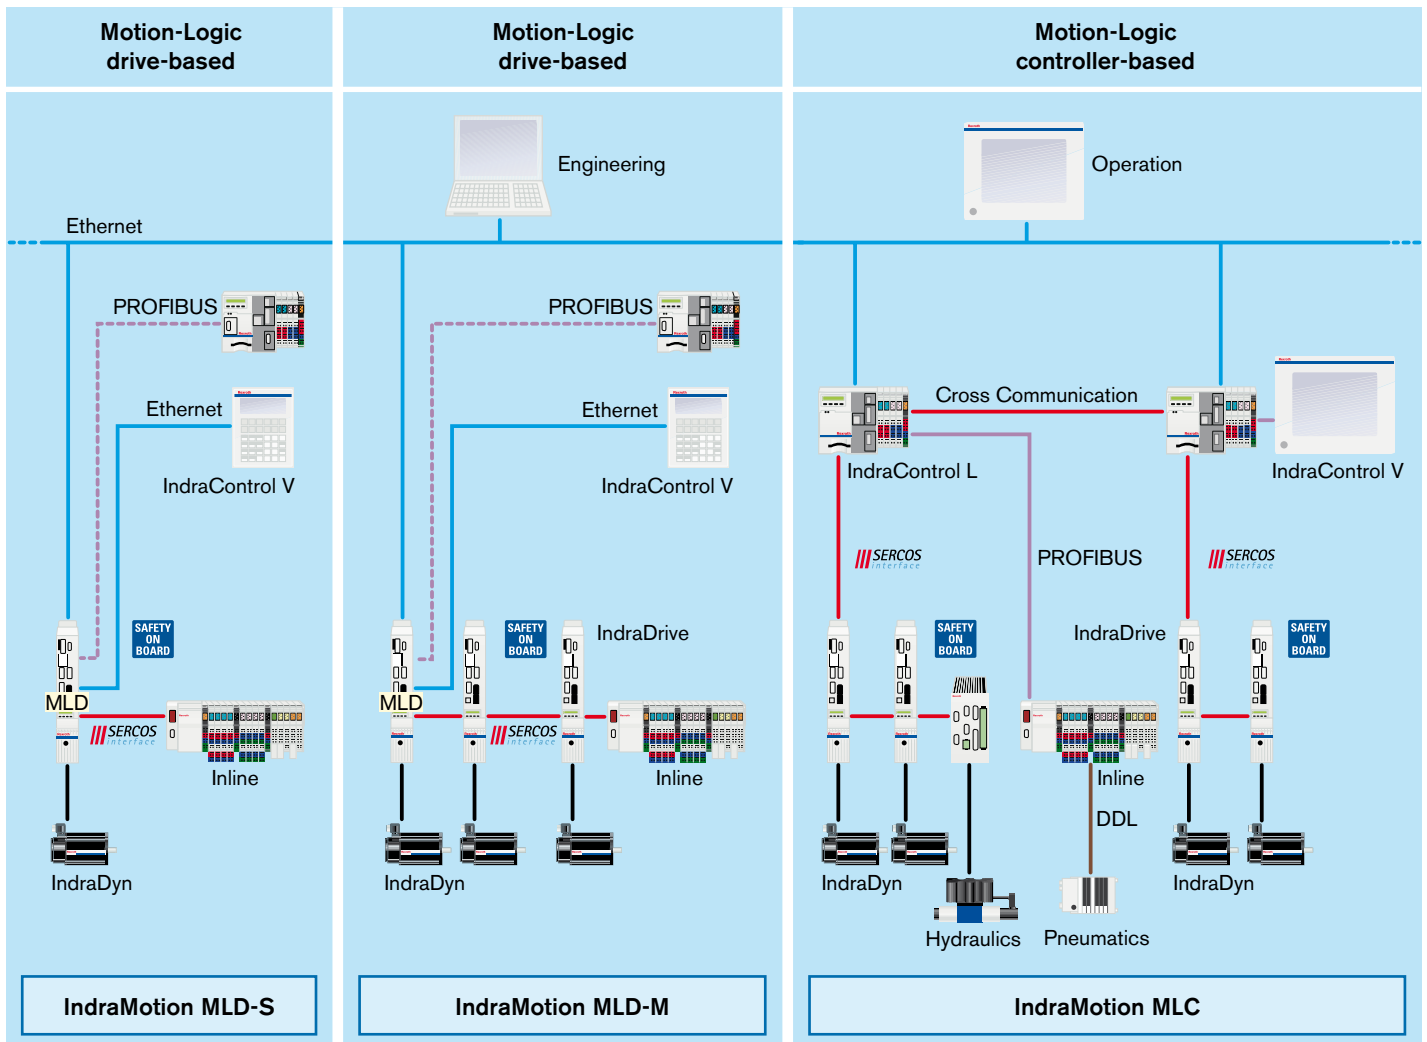 Motion-Logic
drive-based
Motion-Logic
drive-based
Motion-Logic
controller-based
Ethernet
PROFIBUS
Ethernet
IndraControl V
SAFETY
ON
BOARD
MLD
SERCOS
interface
Inline
IndraDyn
IndraMotion MLD-S
Engineering
PROFIBUS
Ethernet
IndraControl V
SAFETY
ON
BOARD
IndraDrive
MLD
SERCOS
interface
Inline
IndraDyn
IndraMotion MLD-M
Operation
Cross Communication
IndraControl L
IndraControl V
SERCOS
interface
PROFIBUS
SERCOS
interface
SAFETY
ON
BOARD
IndraDrive
SAFETY
ON
BOARD
Inline
DDL
IndraDyn
IndraDyn
Hydraulics
Pneumatics
IndraMotion MLC